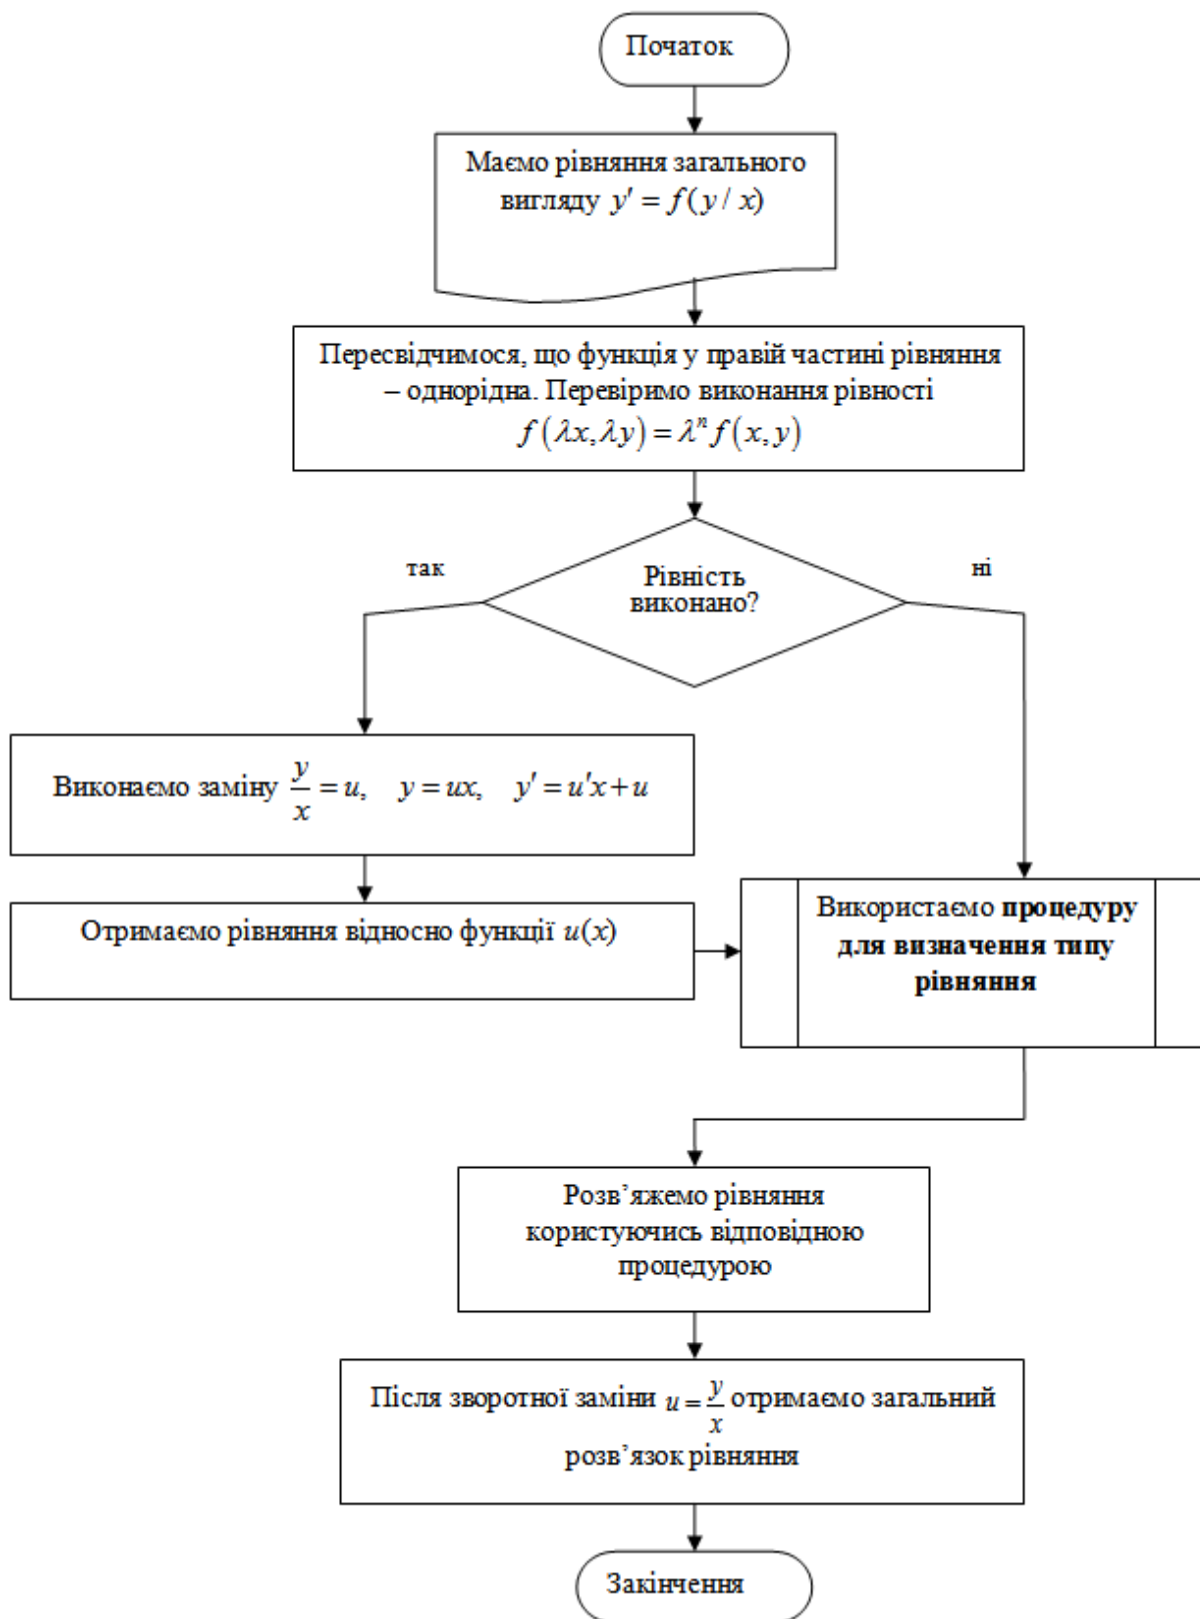 Початок
Маємо рівняння загального
вигляду y′ = f(y / x)
Пересвідчимося, що функція у правій частині рівняння
– однорідна. Перевіримо виконання рівності
f(λx, λy) = λⁿ f(x, y)
так
Рівність
виконано?
ні
Виконаємо заміну y/x = u, y = ux, y′ = u′x + u
Отримаємо рівняння відносно функції u(x)
Використаємо процедуру
для визначення типу
рівняння
Розв’яжемо рівняння
користуючись відповідною
процедурою
Після зворотної заміни u = y/x отримаємо загальний
розв’язок рівняння
Закінчення